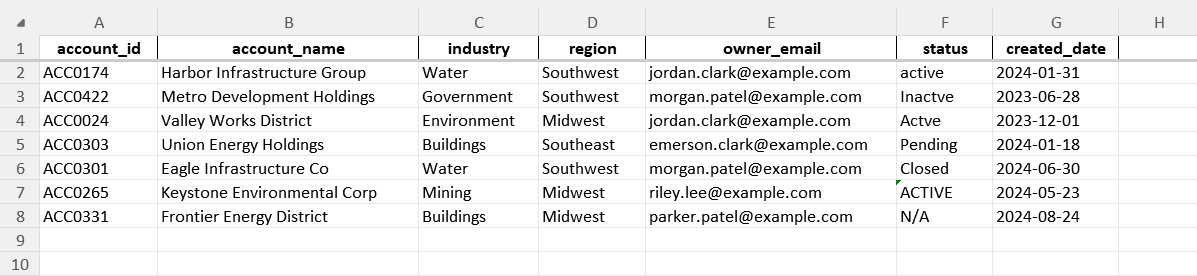 A B C D E F G H
1 account_id account_name industry region owner_email status created_date
2 ACC0174 Harbor Infrastructure Group Water Southwest jordan.clark@example.com active 2024-01-31
3 ACC0422 Metro Development Holdings Government Southwest morgan.patel@example.com Inactve 2023-06-28
4 ACC0024 Valley Works District Environment Midwest jordan.clark@example.com Actve 2023-12-01
5 ACC0303 Union Energy Holdings Buildings Southeast emerson.clark@example.com Pending 2024-01-18
6 ACC0301 Eagle Infrastructure Co Water Southwest morgan.patel@example.com Closed 2024-06-30
7 ACC0265 Keystone Environmental Corp Mining Midwest riley.lee@example.com ACTIVE 2024-05-23
8 ACC0331 Frontier Energy District Buildings Midwest parker.patel@example.com N/A 2024-08-24
9
10